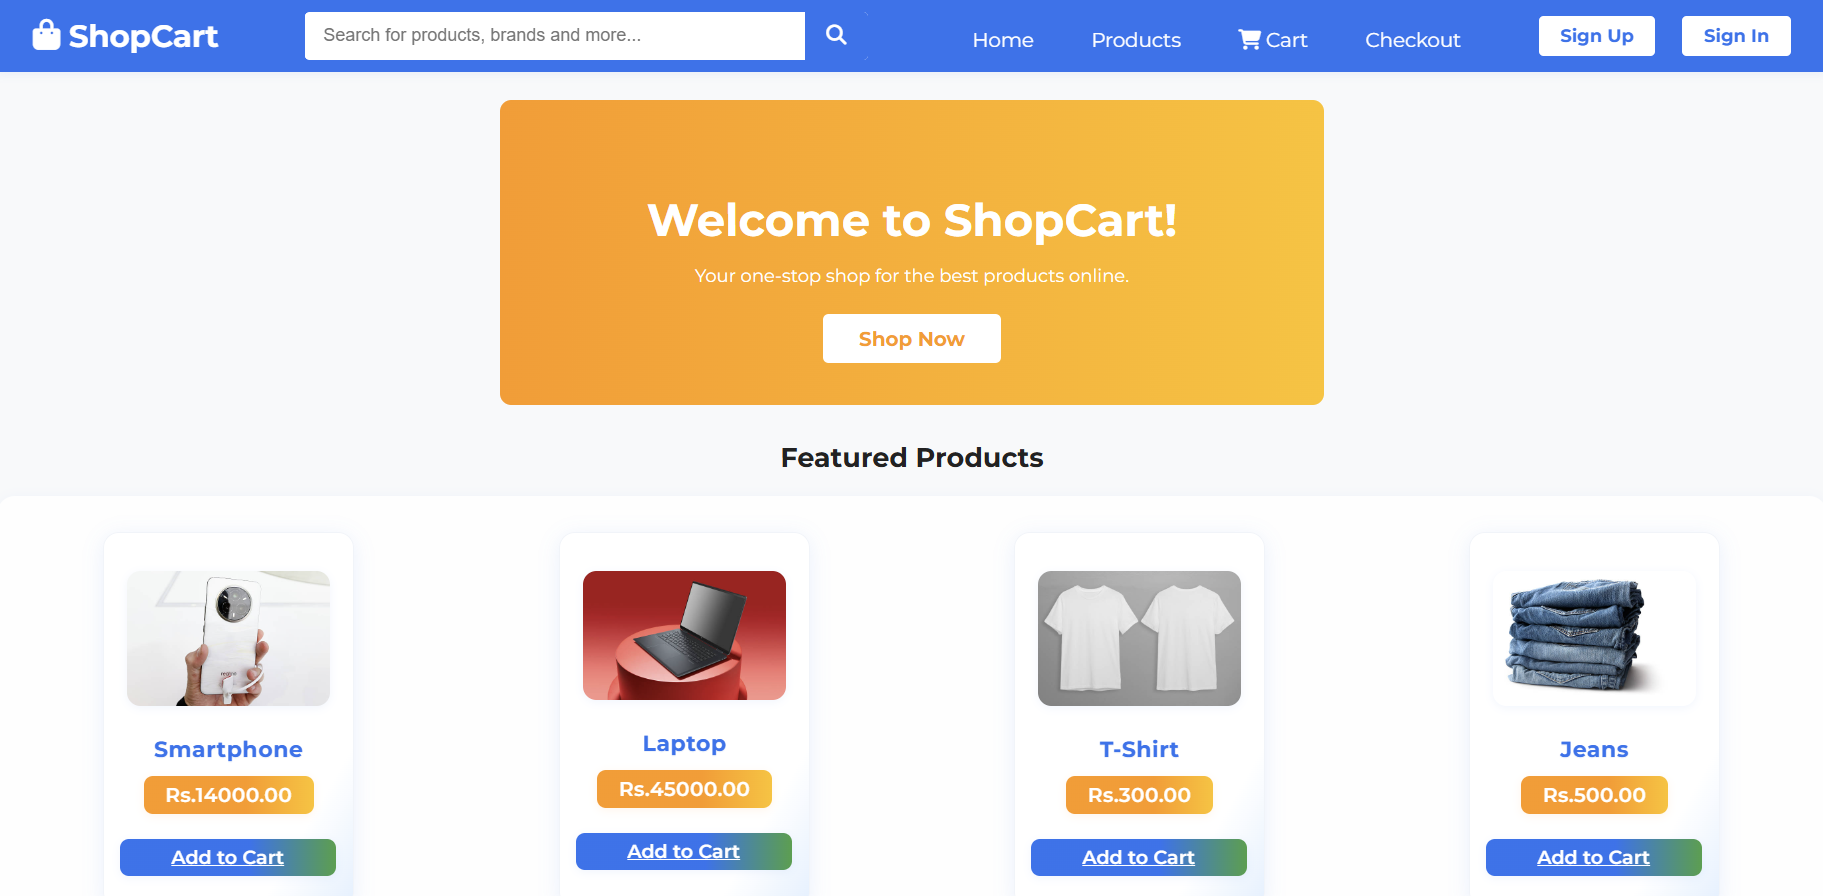 ShopCart
Search for products, brands and more...
Home
Products
Cart
Checkout
Sign Up
Sign In
Welcome to ShopCart!
Your one-stop shop for the best products online.
Shop Now
Featured Products
Smartphone
Rs.14000.00
Add to Cart
Laptop
Rs.45000.00
Add to Cart
T-Shirt
Rs.300.00
Add to Cart
Jeans
Rs.500.00
Add to Cart